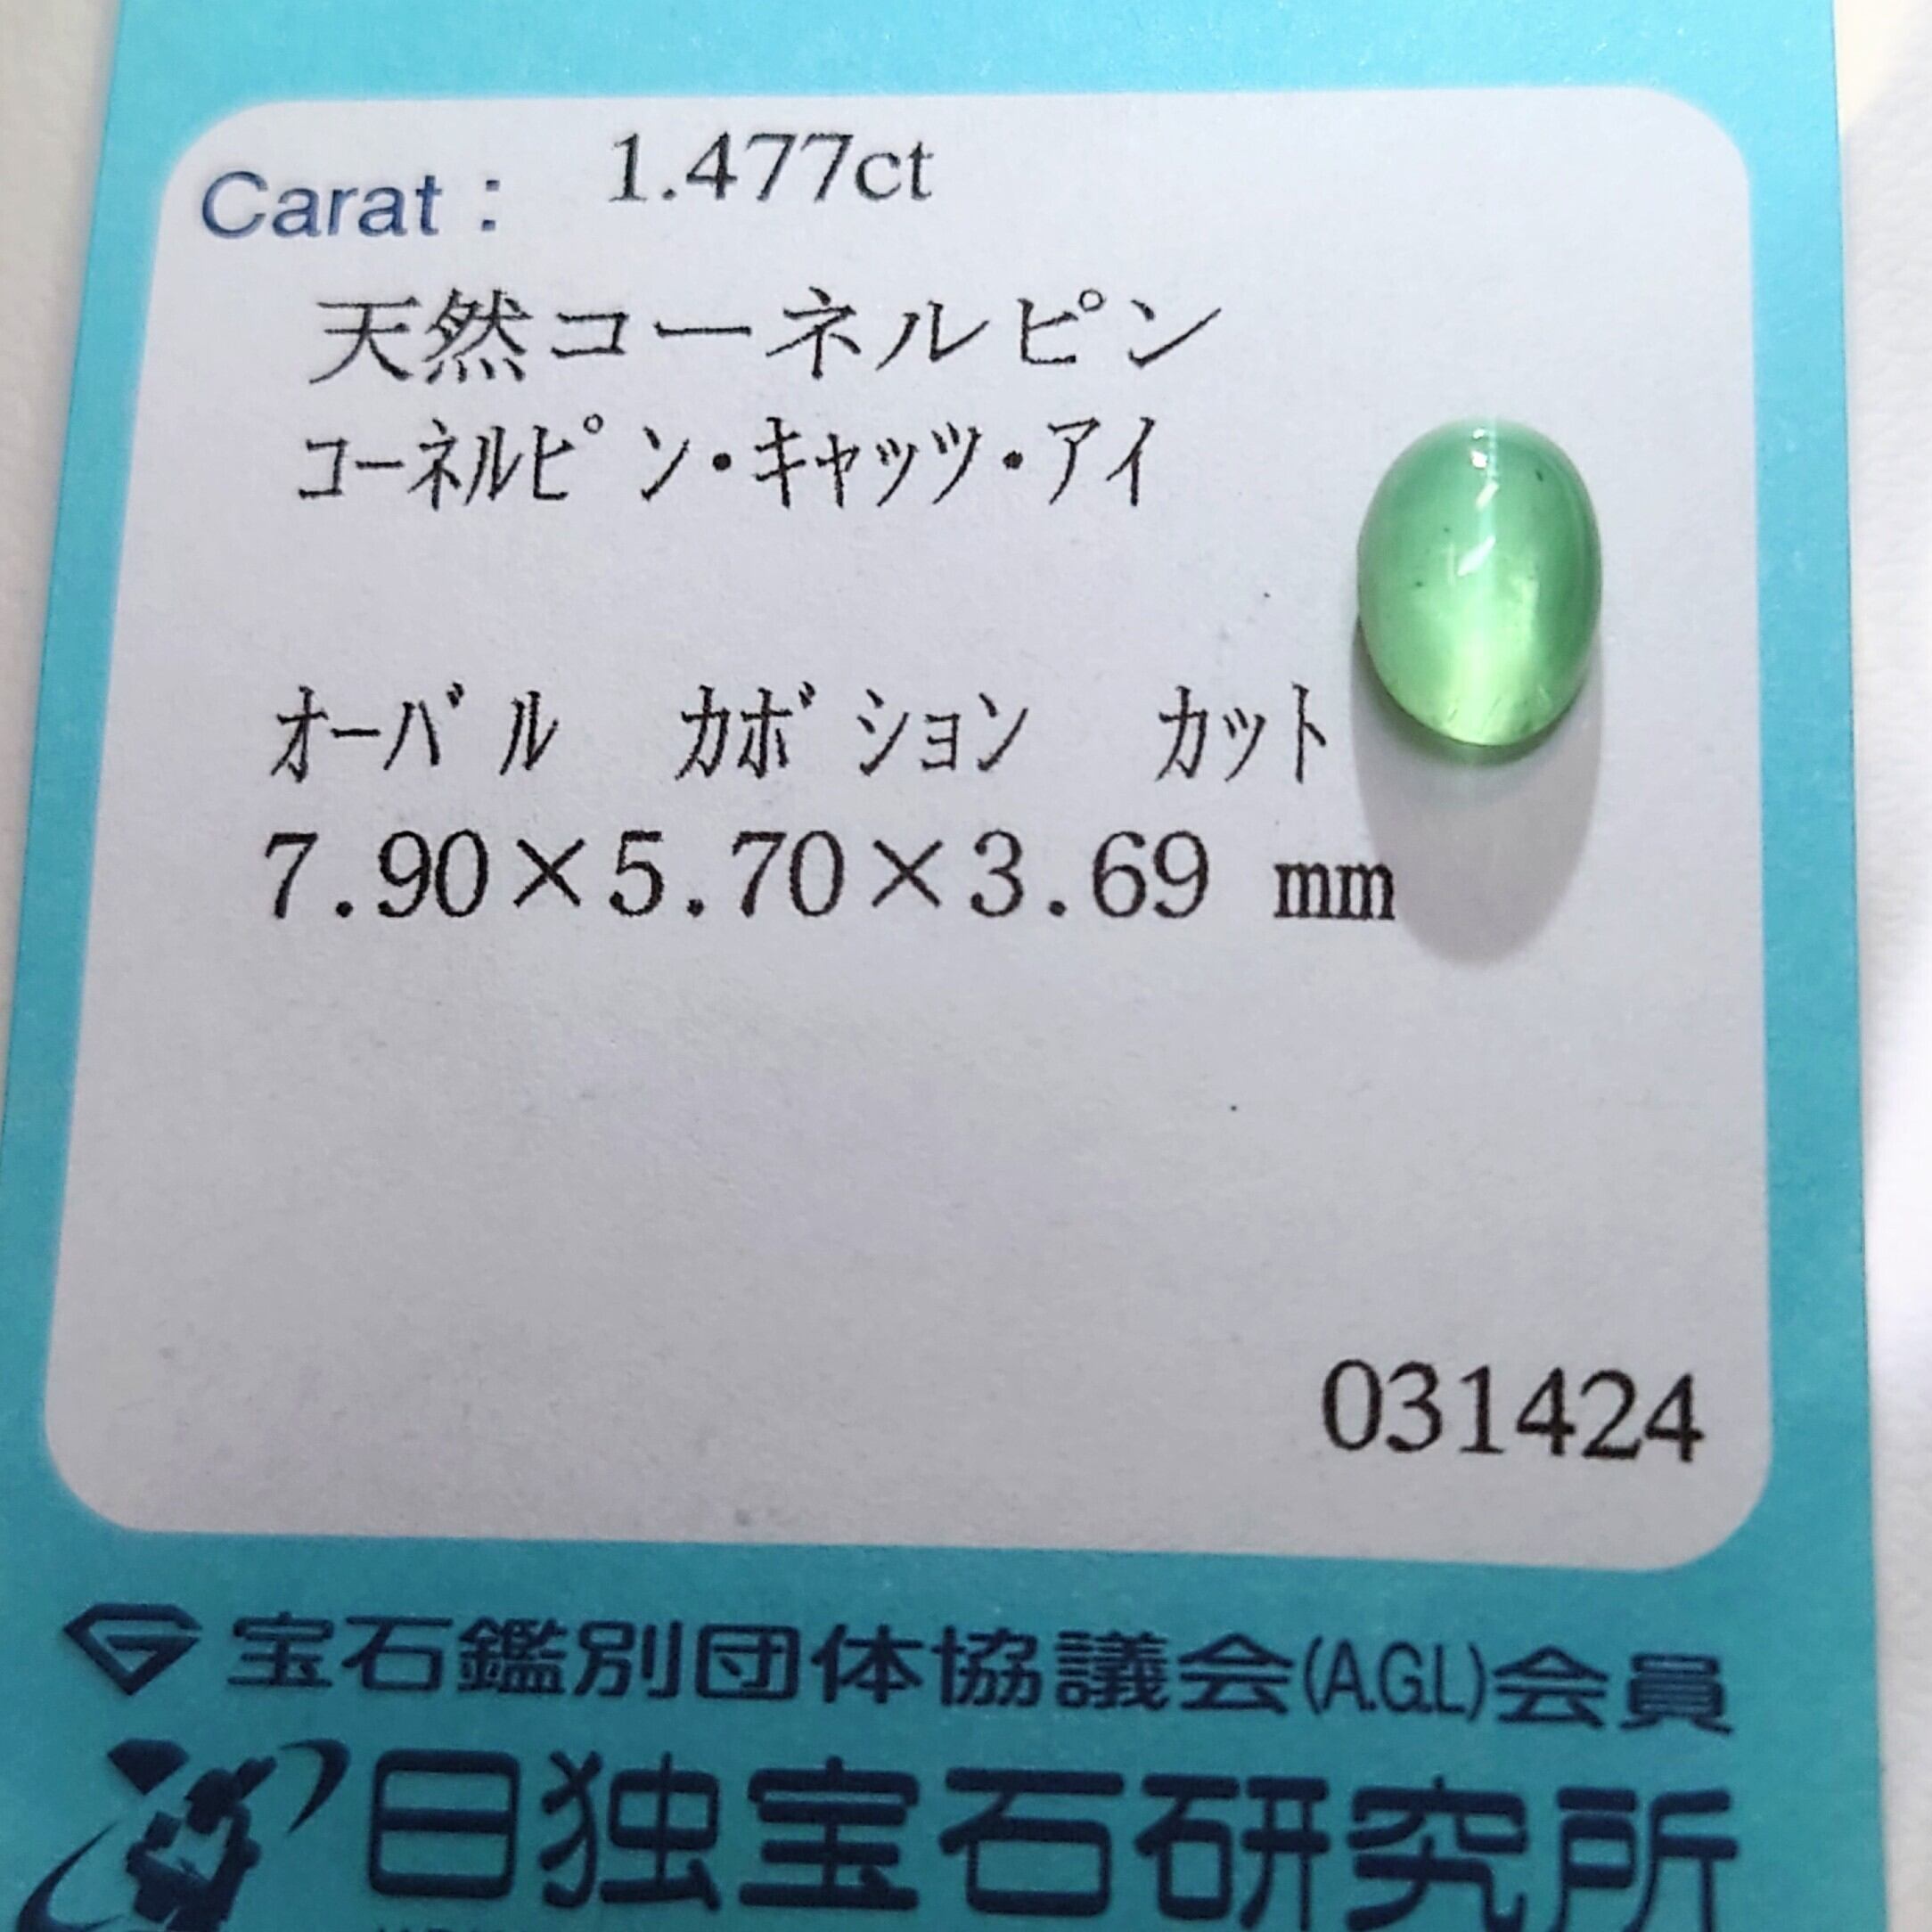 Carat : 1.477ct
天然コーネルピン
コーネルピン・キャッツ・アイ
オーバル カボション カット
7.90×5.70×3.69 mm
031424
宝石鑑別団体協議会(A.G.L)会員
日独宝石研究所